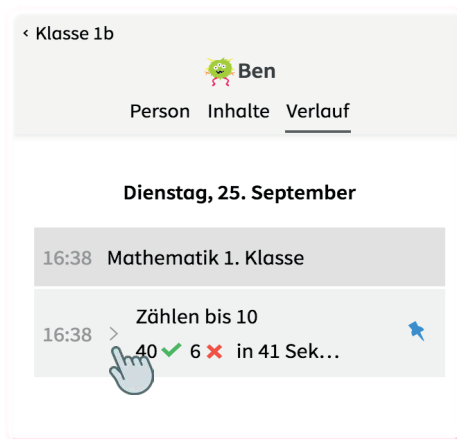 ‹ Klasse 1b
Ben
Person Inhalte Verlauf
Dienstag, 25. September
16:38 Mathematik 1. Klasse
Zählen bis 10
16:38 > 40 ✔ 6 ✖ in 41 Sek...